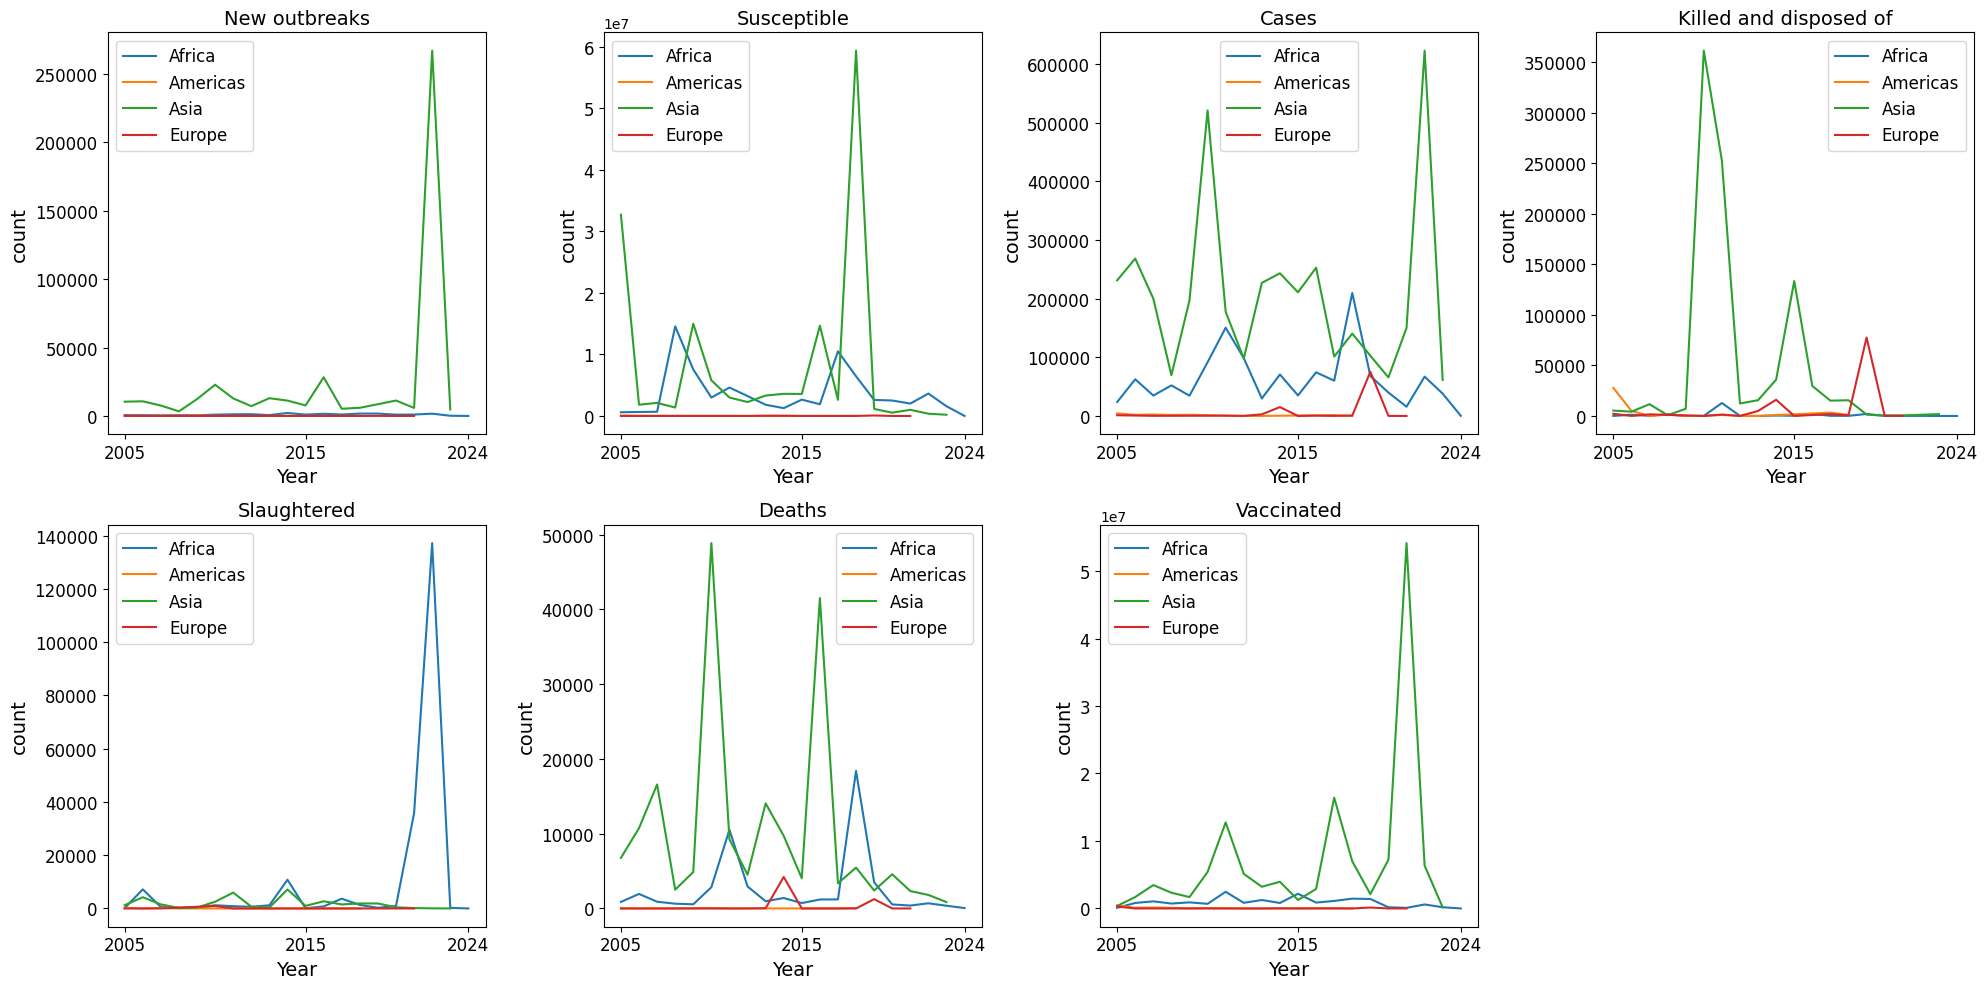 New outbreaks
250000
200000
150000
100000
50000
0
count
2005
2015
2024
Year
Africa
Americas
Asia
Europe
Susceptible
1e7
6
5
4
3
2
1
0
count
2005
2015
2024
Year
Africa
Americas
Asia
Europe
Cases
600000
500000
400000
300000
200000
100000
0
count
2005
2015
2024
Year
Africa
Americas
Asia
Europe
Killed and disposed of
350000
300000
250000
200000
150000
100000
50000
0
count
2005
2015
2024
Year
Africa
Americas
Asia
Europe
Slaughtered
140000
120000
100000
80000
60000
40000
20000
0
count
2005
2015
2024
Year
Africa
Americas
Asia
Europe
Deaths
50000
40000
30000
20000
10000
0
count
2005
2015
2024
Year
Africa
Americas
Asia
Europe
Vaccinated
1e7
5
4
3
2
1
0
count
2005
2015
2024
Year
Africa
Americas
Asia
Europe